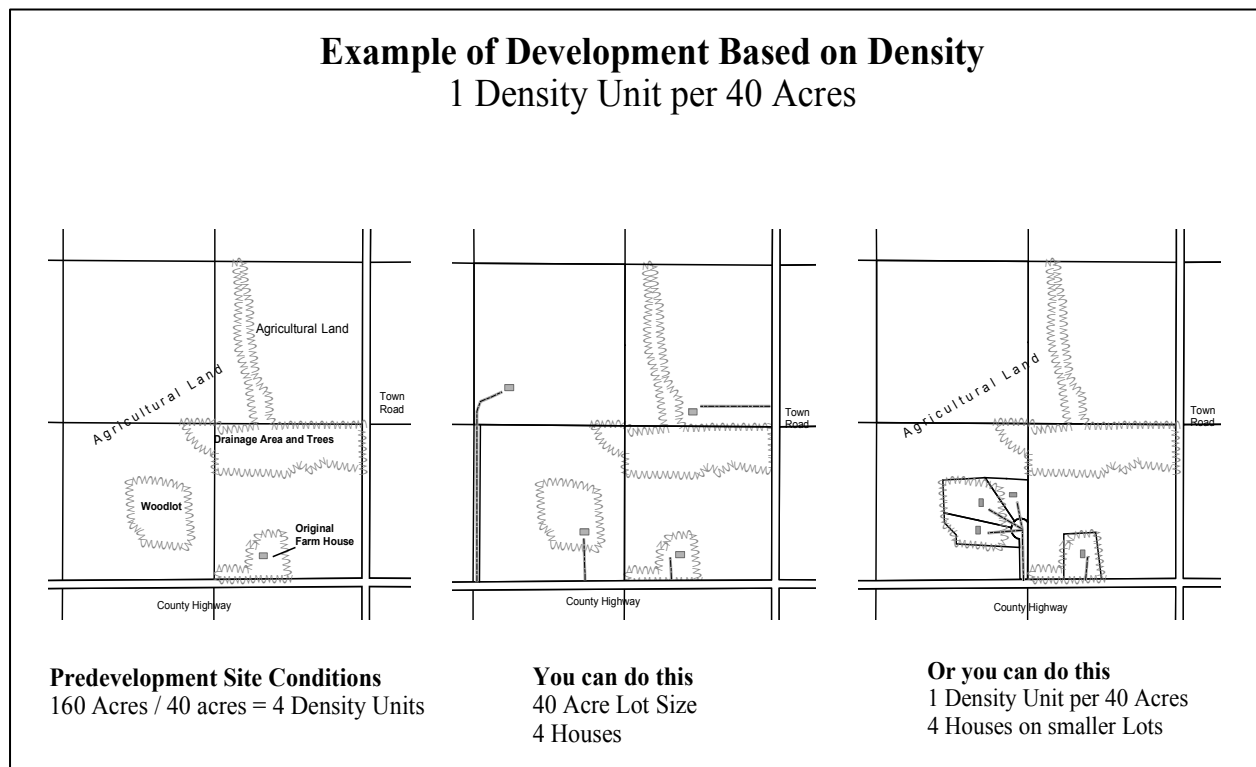 Example of Development Based on Density
1 Density Unit per 40 Acres
Agricultural Land
Agricultural Land
Town
Road
Drainage Area and Trees
Woodlot
Original
Farm House
County Highway
Town
Road
County Highway
Agricultural Land
Town
Road
County Highway
Predevelopment Site Conditions
160 Acres / 40 acres = 4 Density Units
You can do this
40 Acre Lot Size
4 Houses
Or you can do this
1 Density Unit per 40 Acres
4 Houses on smaller Lots